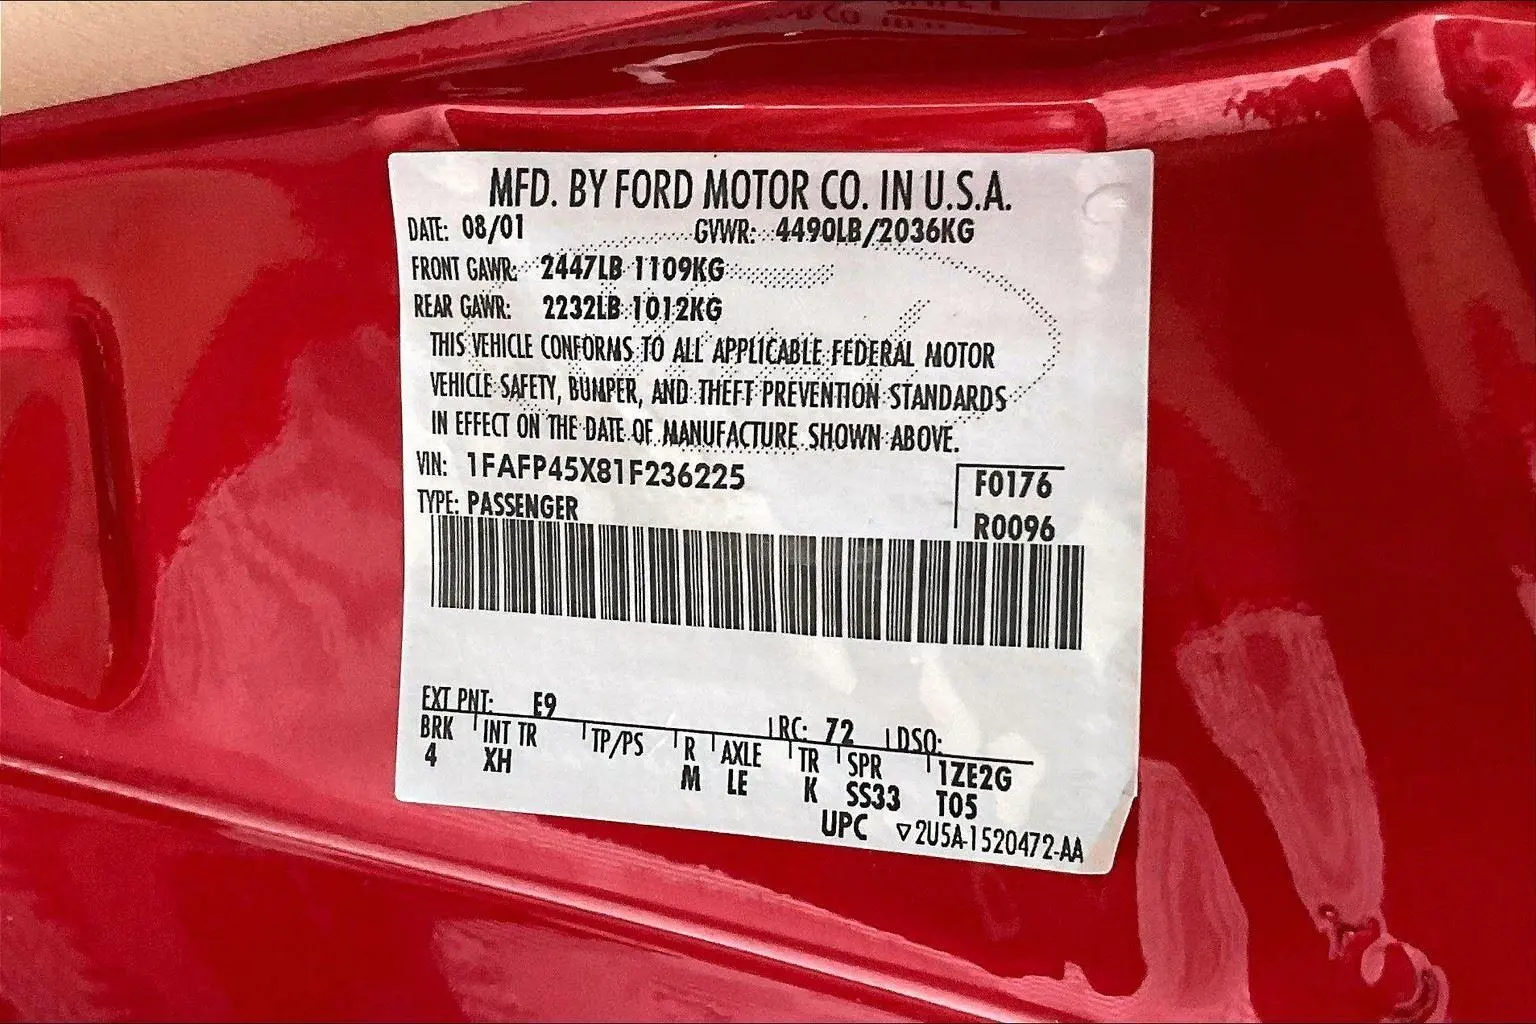 MFD. BY FORD MOTOR CO. IN U.S.A.
DATE: 08/01 GVWR: 4490LB/2036KG
FRONT GAWR: 2447LB 1109KG
REAR GAWR: 2232LB 1012KG
THIS VEHICLE CONFORMS TO ALL APPLICABLE FEDERAL MOTOR
VEHICLE SAFETY, BUMPER, AND THEFT PREVENTION STANDARDS
IN EFFECT ON THE DATE OF MANUFACTURE SHOWN ABOVE.
VIN: 1FAFP45X81F236225
F0176
TYPE: PASSENGER
R0096
EXT PNT: E9 RC: 72 DSO:
BRK INT TR TP/PS R AXLE TR SPR 1ZE2G
4 XH M LE K SS33 T05
UPC ▽2U5A-1520472-AA